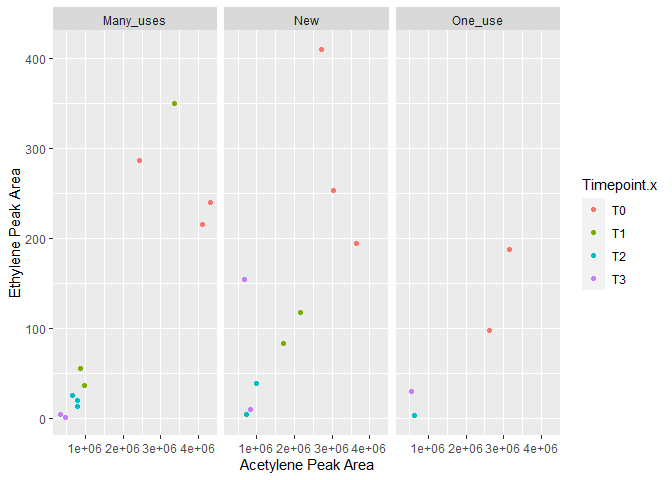 Many_uses New One_use
400
300
200
100
0
Ethylene Peak Area
1e+06 2e+06 3e+06 4e+06 1e+06 2e+06 3e+06 4e+06 1e+06 2e+06 3e+06 4e+06
Acetylene Peak Area
Timepoint.x
T0
T1
T2
T3